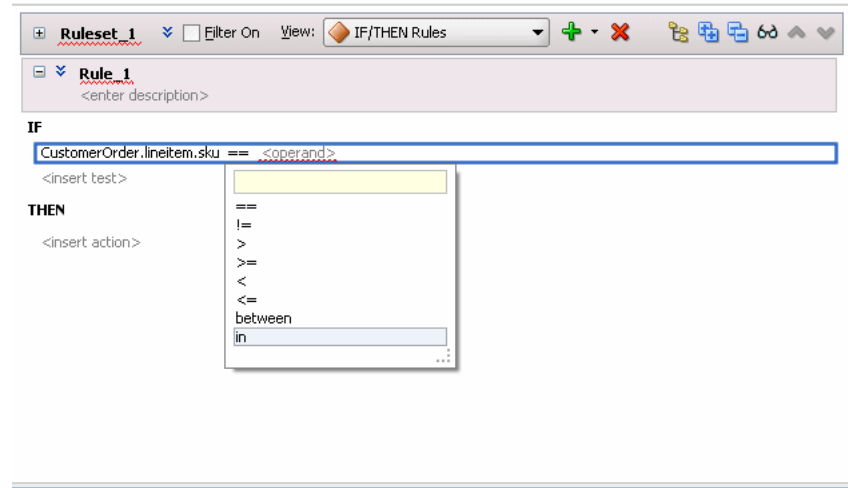 Ruleset_1 Filter On View: IF/THEN Rules
Rule_1
<enter description>
IF
CustomerOrder.lineitem.sku == <operand>
<insert test>
==
!=
>
>=
<
<=
between
in
THEN
<insert action>